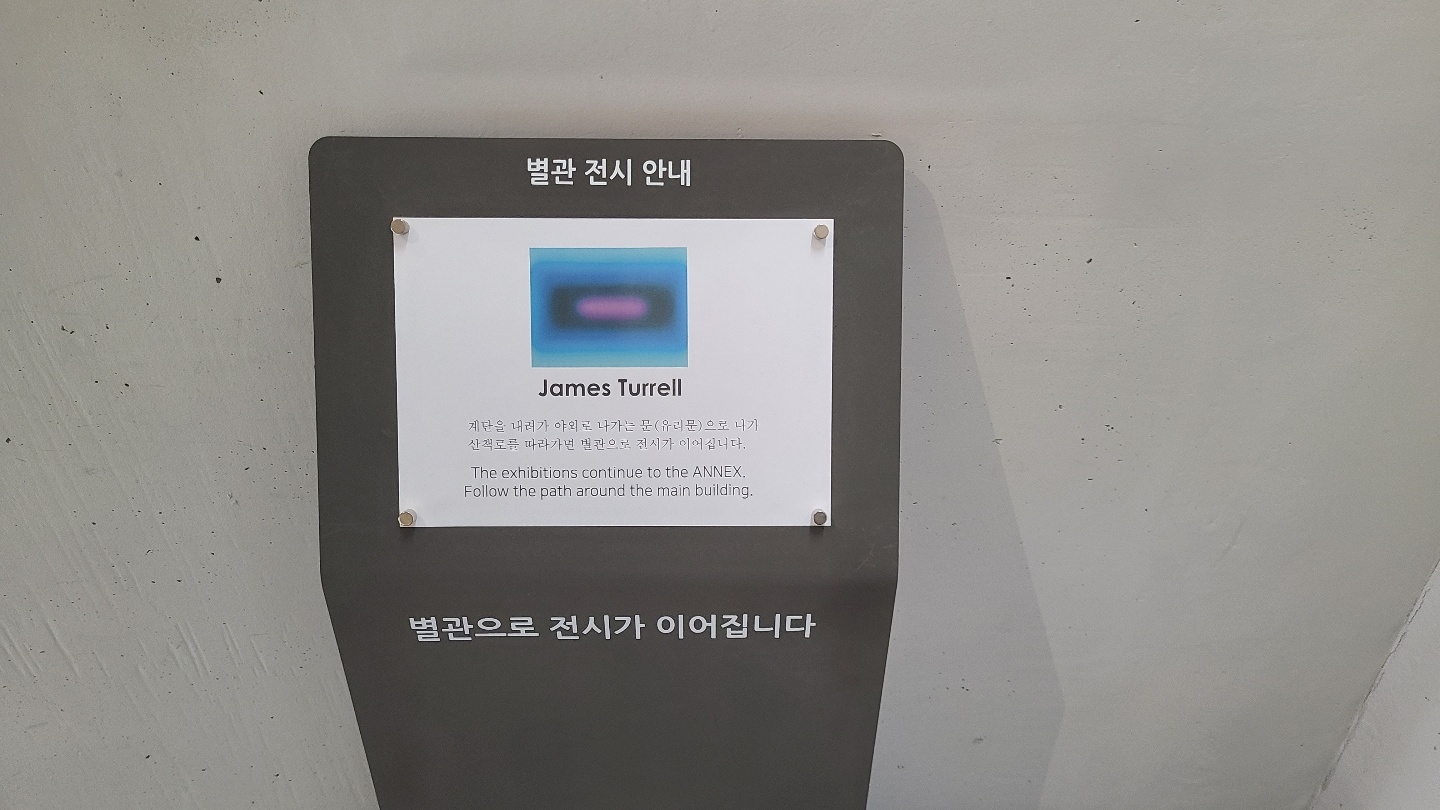 별관 전시 안내
James Turrell
계단을 내려가 야외로 나가는 문(유리문)으로 나가
산책로를 따라가면 별관으로 전시가 이어집니다.
The exhibitions continue to the ANNEX.
Follow the path around the main building.
별관으로 전시가 이어집니다